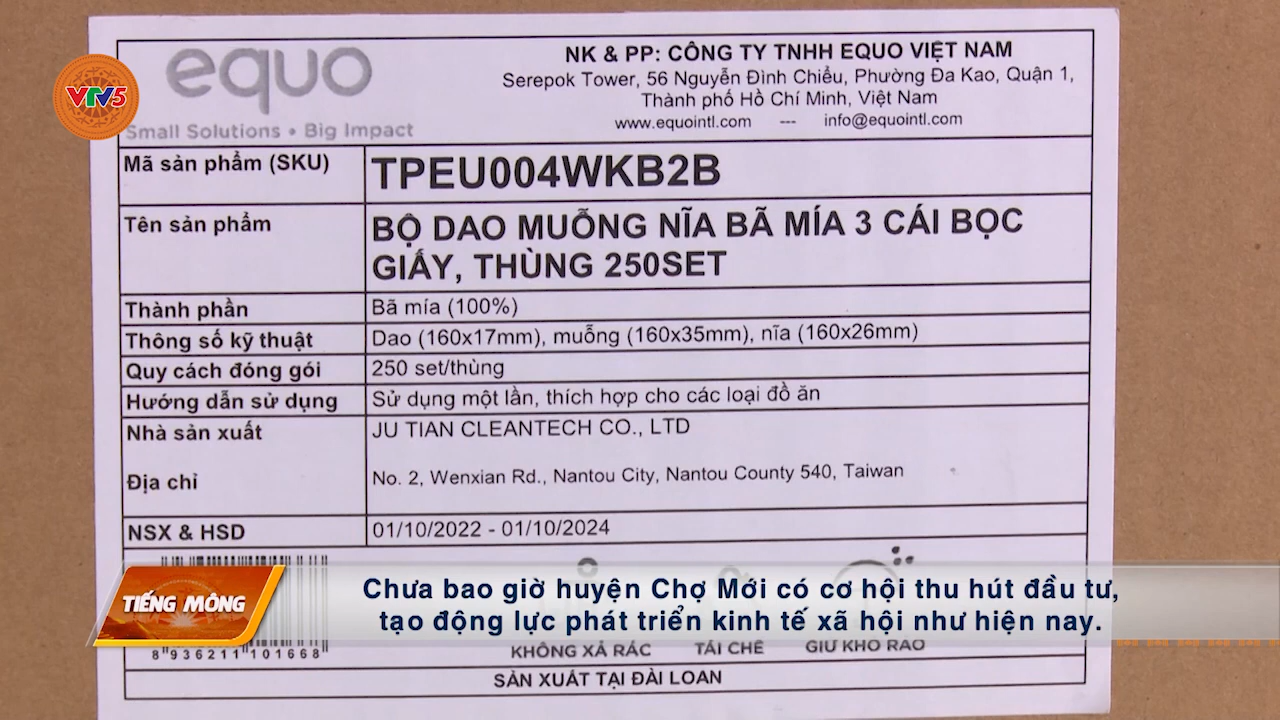 VTV5
equo
Small Solutions • Big Impact
NK & PP: CÔNG TY TNHH EQUO VIỆT NAM
Serepok Tower, 56 Nguyễn Đình Chiểu, Phường Đa Kao, Quận 1,
Thành phố Hồ Chí Minh, Việt Nam
www.equointl.com --- info@equointl.com
Mã sản phẩm (SKU) TPEU004WKB2B
Tên sản phẩm BỘ DAO MUỖNG NĨA BÃ MÍA 3 CÁI BỌC
GIẤY, THÙNG 250SET
Thành phần Bã mía (100%)
Thông số kỹ thuật Dao (160x17mm), muỗng (160x35mm), nĩa (160x26mm)
Quy cách đóng gói 250 set/thùng
Hướng dẫn sử dụng Sử dụng một lần, thích hợp cho các loại đồ ăn
Nhà sản xuất JU TIAN CLEANTECH CO., LTD
Địa chỉ No. 2, Wenxian Rd., Nantou City, Nantou County 540, Taiwan
NSX & HSD 01/10/2022 - 01/10/2024
TIẾNG MÔNG
Chưa bao giờ huyện Chợ Mới có cơ hội thu hút đầu tư,
tạo động lực phát triển kinh tế xã hội như hiện nay.
8 936211 101668
KHÔNG XẢ RÁC TÁI CHẾ GIỮ KHÔ RÁO
SẢN XUẤT TẠI ĐÀI LOAN